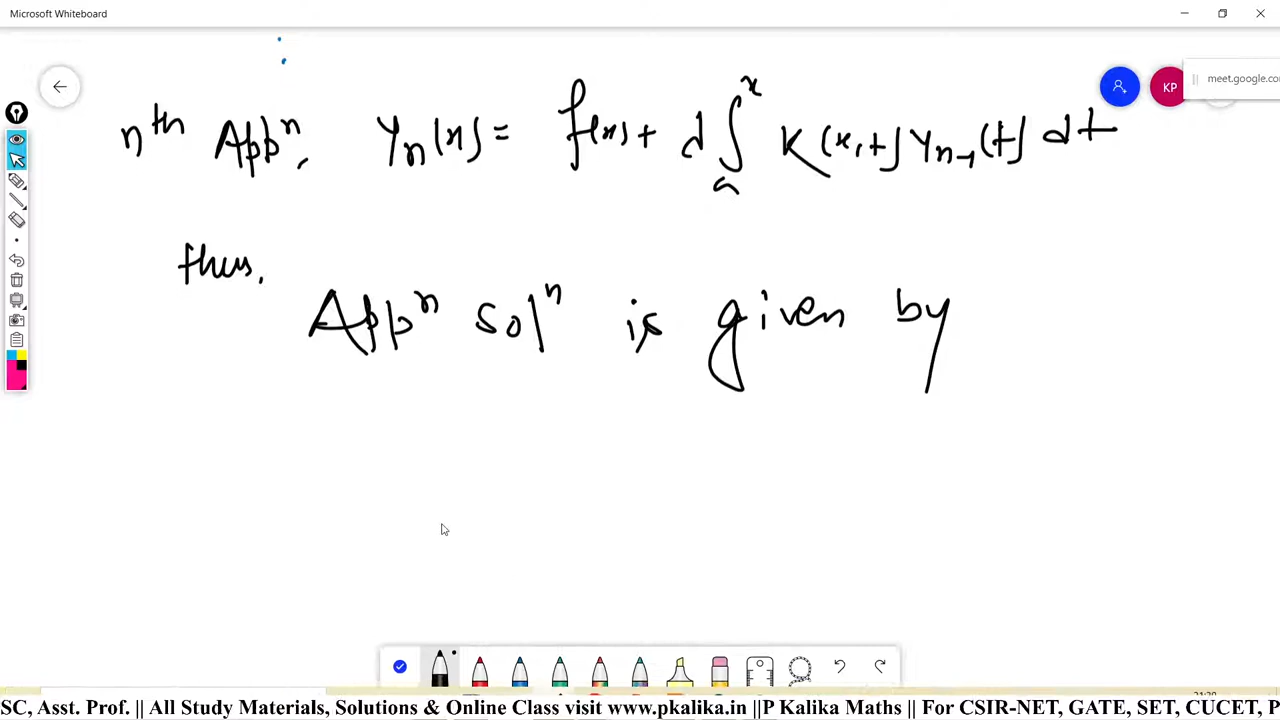 Microsoft Whiteboard
KP
meet.google.co
nth Appn. Yn(x) = f(x) + λ∫ₐˣ K(x,t) Yn-1(t) dt
thus,
Appn soln is given by
SC, Asst. Prof. || All Study Materials, Solutions & Online Class visit www.pkalika.in ||P Kalika Maths || For CSIR-NET, GATE, SET, CUCET, P